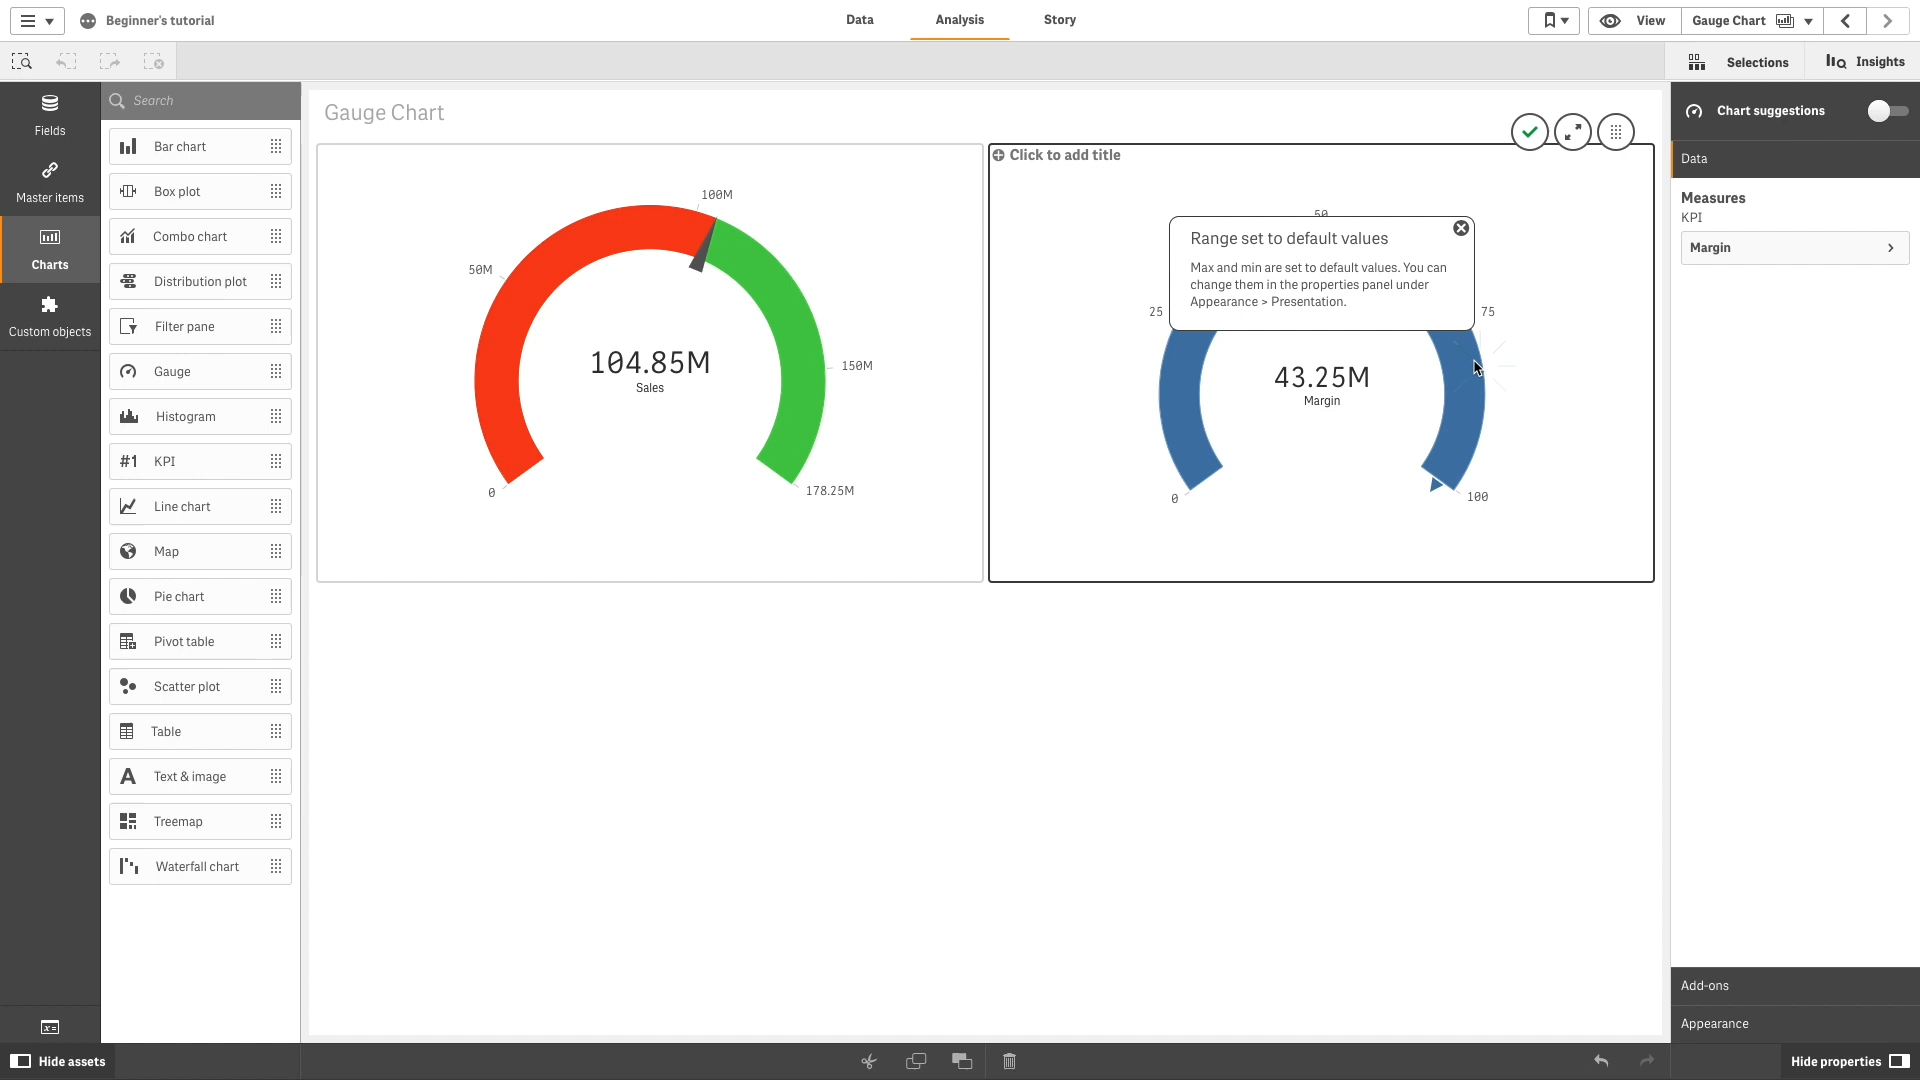 Beginner's tutorial
Data
Analysis
Story
View
Gauge Chart
Selections
Insights
Fields
Master items
Charts
Custom objects
Search
Bar chart
Box plot
Combo chart
Distribution plot
Filter pane
Gauge
Histogram
#1 KPI
Line chart
Map
Pie chart
Pivot table
Scatter plot
Table
A Text & image
Treemap
Waterfall chart
Gauge Chart
100M
50M
150M
104.85M
Sales
0
178.25M
Click to add title
50
Range set to default values
Max and min are set to default values. You can
change them in the properties panel under
Appearance > Presentation.
25
75
43.25M
Margin
0
100
Chart suggestions
Data
Measures
KPI
Margin
Add-ons
Appearance
Hide assets
Hide properties